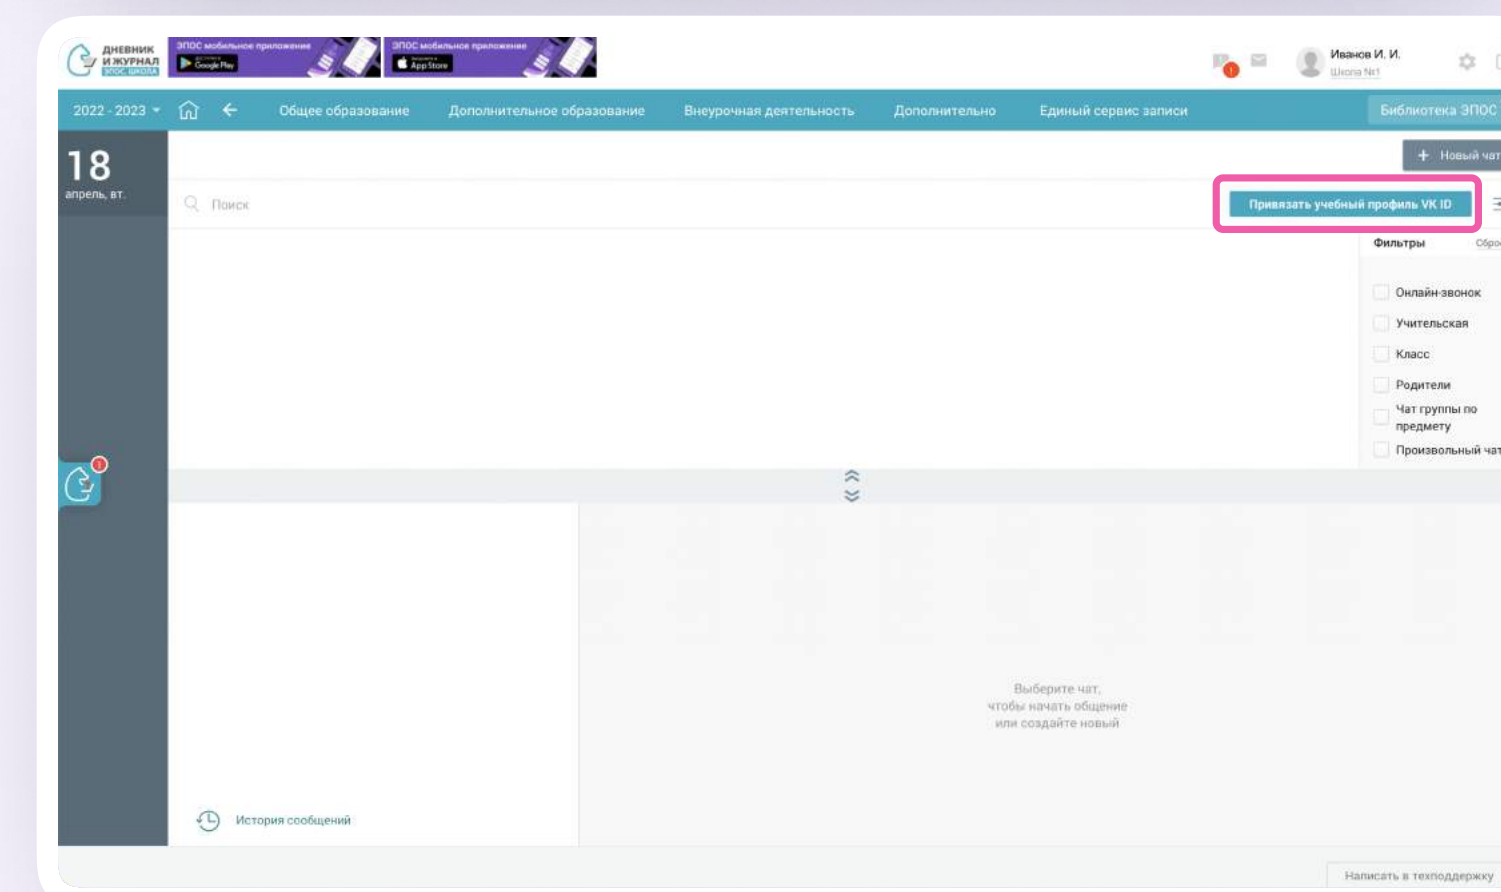 ДНЕВНИК
И ЖУРНАЛ
ЭПОС.ШКОЛА
ЭПОС мобильное приложение
Google Play
ЭПОС мобильное приложение
App Store
Иванов И. И.
Школа №1
2022 - 2023
Общее образование
Дополнительное образование
Внеурочная деятельность
Дополнительно
Единый сервис записи
Библиотека ЭПОС
18
апрель, вт.
+ Новый чат
Поиск
Привязать учебный профиль VK ID
Фильтры
Сбро
Онлайн-звонок
Учительская
Класс
Родители
Чат группы по
предмету
Произвольный чат
Выберите чат,
чтобы начать общение
или создайте новый
История сообщений
Написать в техподдержку